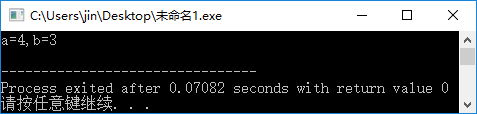 C:\Users\jin\Desktop\未命名1.exe
a=4,b=3
--------------------------------
Process exited after 0.07082 seconds with return value 0
请按任意键继续. . .